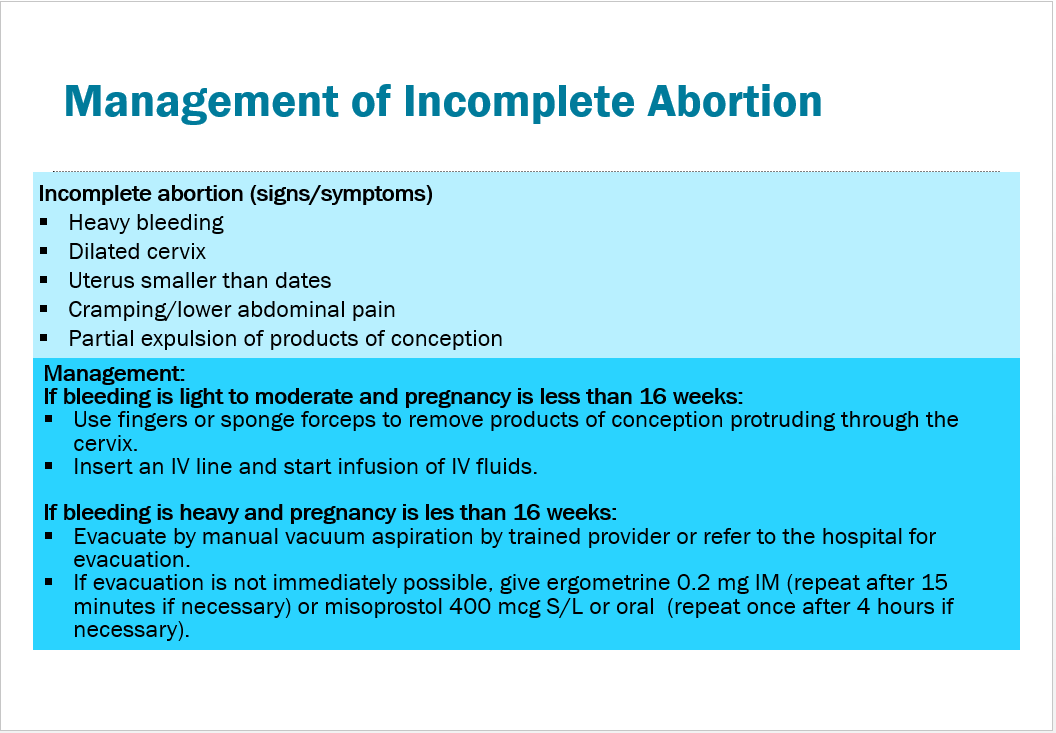 Management of Incomplete Abortion
Incomplete abortion (signs/symptoms)
▪ Heavy bleeding
▪ Dilated cervix
▪ Uterus smaller than dates
▪ Cramping/lower abdominal pain
▪ Partial expulsion of products of conception
Management:
If bleeding is light to moderate and pregnancy is less than 16 weeks:
▪ Use fingers or sponge forceps to remove products of conception protruding through the
cervix.
▪ Insert an IV line and start infusion of IV fluids.
If bleeding is heavy and pregnancy is les than 16 weeks:
▪ Evacuate by manual vacuum aspiration by trained provider or refer to the hospital for
evacuation.
▪ If evacuation is not immediately possible, give ergometrine 0.2 mg IM (repeat after 15
minutes if necessary) or misoprostol 400 mcg S/L or oral (repeat once after 4 hours if
necessary).